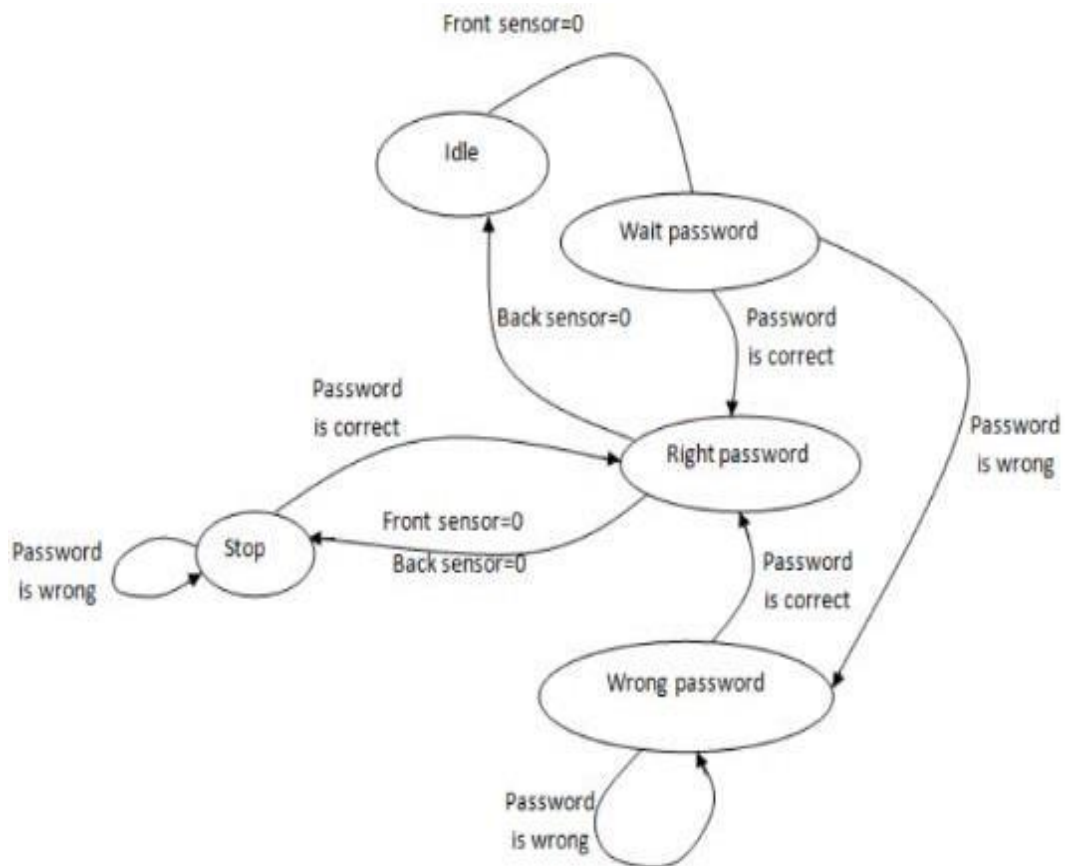 Front sensor=0
Idle
Wait password
Back sensor=0
Password
is correct
Password
is correct
Right password
Password
is wrong
Front sensor=0
Back sensor=0
Stop
Password
is wrong
Password
is correct
Wrong password
Password
is wrong